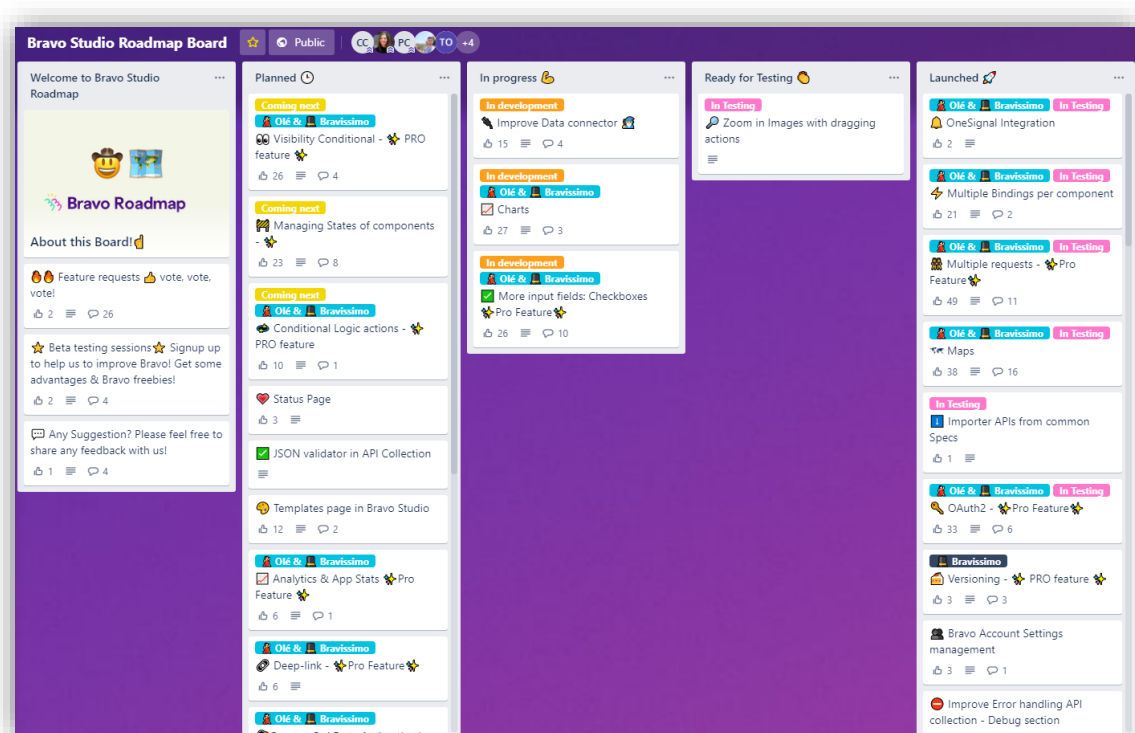 Bravo Studio Roadmap Board
Public
CC
PC
TO
+4
Welcome to Bravo Studio
Roadmap
Bravo Roadmap
About this Board!
Feature requests 👍 vote, vote,
vote!
2
26
Beta testing sessions⭐ Signup up
to help us to improve Bravo! Get some
advantages & Bravo freebies!
2
4
Any Suggestion? Please feel free to
share any feedback with us!
1
4
Planned
Coming next
Olé & Bravissimo
Visibility Conditional - ✨ PRO
feature ✨
26
4
Coming next
Managing States of components
- ✨
23
8
Coming next
Olé & Bravissimo
Conditional Logic actions - ✨
PRO feature
10
1
Status Page
3
JSON validator in API Collection
Templates page in Bravo Studio
12
2
Olé & Bravissimo
Analytics & App Stats ✨Pro
Feature ✨
6
1
Olé & Bravissimo
Deep-link - ✨Pro Feature✨
6
Olé & Bravissimo
In progress
In development
Improve Data connector
15
4
In development
Olé & Bravissimo
Charts
27
3
In development
Olé & Bravissimo
More input fields: Checkboxes
✨Pro Feature✨
26
10
Ready for Testing
In Testing
Zoom in Images with dragging
actions
Launched
Olé & Bravissimo In Testing
OneSignal Integration
2
Olé & Bravissimo In Testing
Multiple Bindings per component
21
2
Olé & Bravissimo In Testing
Multiple requests - ✨Pro
Feature✨
49
11
Olé & Bravissimo In Testing
Maps
38
16
In Testing
Importer APIs from common
Specs
1
Olé & Bravissimo In Testing
OAuth2 - ✨Pro Feature✨
33
6
Bravissimo
Versioning - ✨ PRO feature ✨
3
3
Bravo Account Settings
management
3
1
Improve Error handling API
collection - Debug section